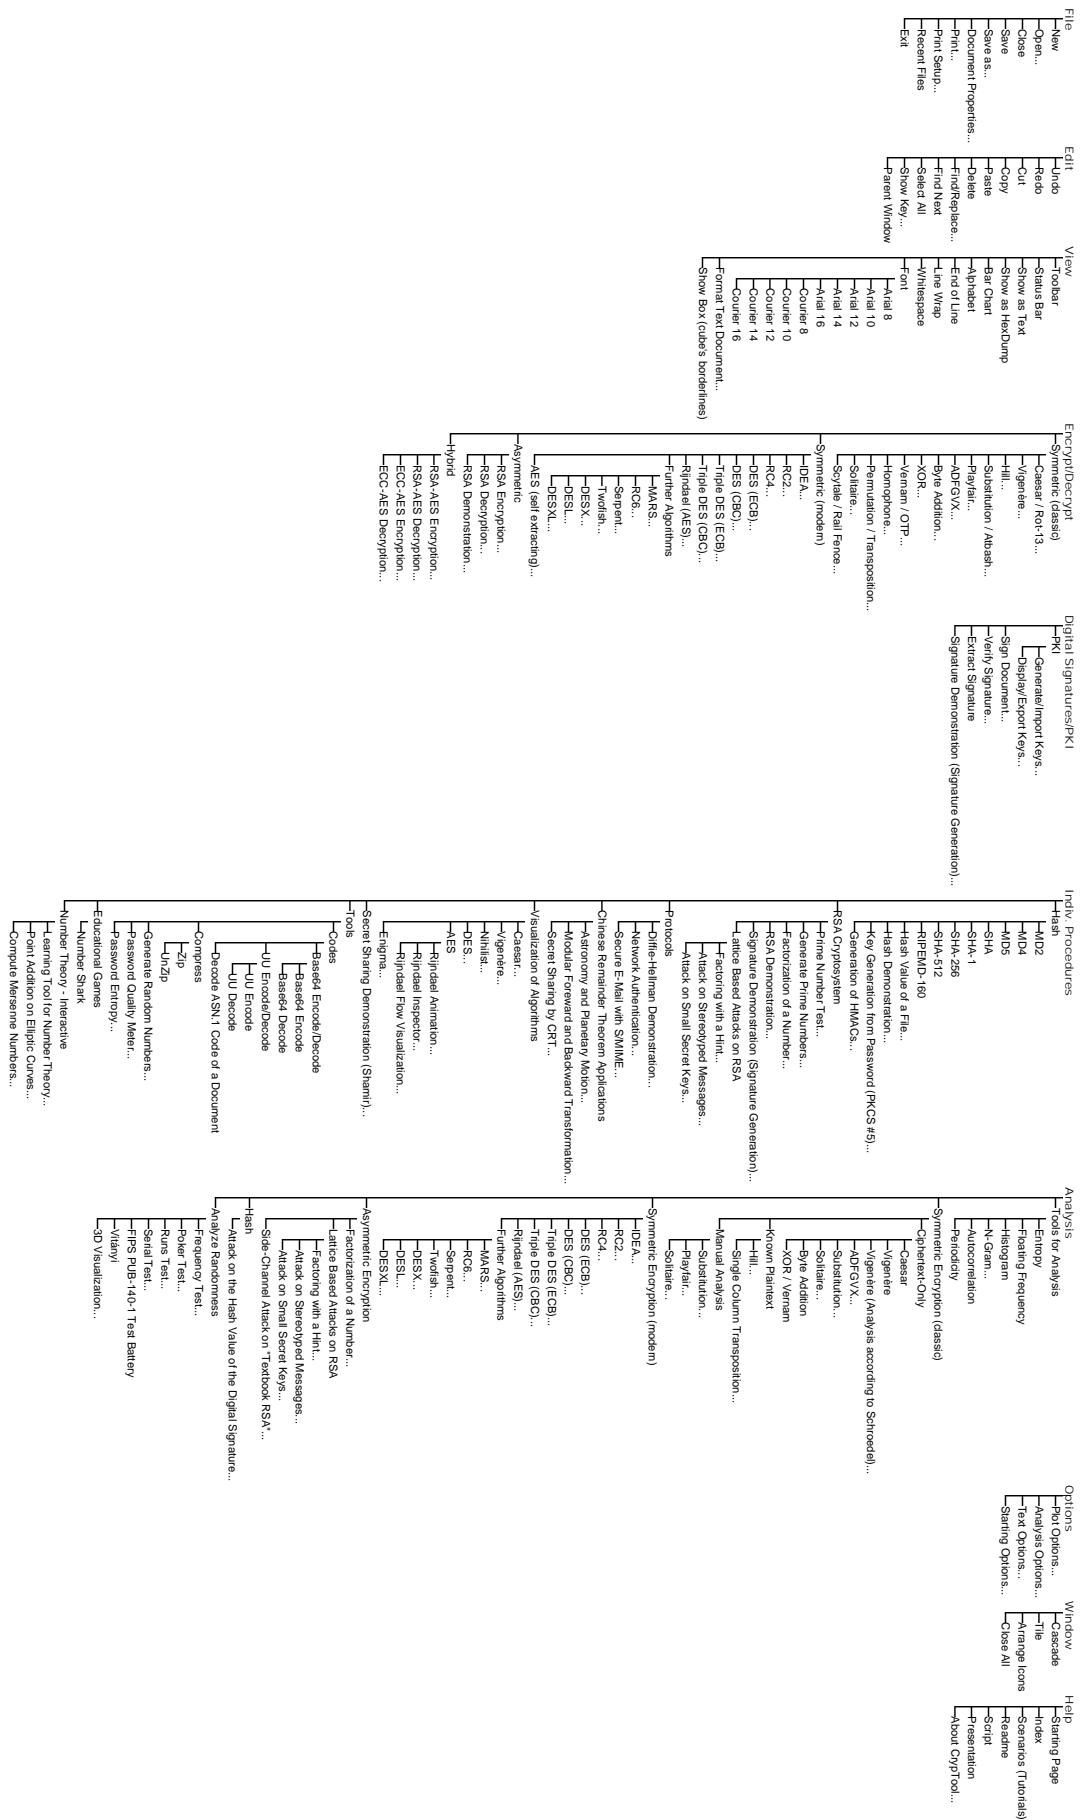 File
New
Open...
Close
Save
Save as...
Document Properties...
Print...
Print Setup...
Recent Files
Exit
Edit
Undo
Redo
Cut
Copy
Paste
Delete
Find/Replace...
Find Next
Select All
Show Key...
Parent Window
View
Toolbar
Status Bar
Show as Text
Show as HexDump
Bar Chart
Alphabet
End of Line
Line Wrap
Whitespace
Font
Arial 8
Arial 10
Arial 12
Arial 14
Arial 16
Courier 8
Courier 10
Courier 12
Courier 14
Courier 16
Format Text Document...
Show Box (cube's borderlines)
Encrypt/Decrypt
Symmetric (classic)
Caesar / Rot-13...
Vigenère...
Hill...
Substitution / Atbash...
Playfair...
ADFGVX...
Byte Addition...
XOR...
Vernam / OTP...
Homophone...
Permutation / Transposition...
Solitaire...
Scytale / Rail Fence...
Symmetric (modern)
IDEA...
RC2...
RC4...
DES (ECB)...
DES (CBC)...
Triple DES (ECB)...
Triple DES (CBC)...
Rijndael (AES)...
Further Algorithms
MARS...
RC6...
Serpent...
Twofish...
DESX...
DESL...
DESXL...
AES (self extracting)...
Asymmetric
RSA Encryption...
RSA Decryption...
RSA Demonstration...
Hybrid
RSA-AES Encryption...
RSA-AES Decryption...
ECC-AES Encryption...
ECC-AES Decryption...
Digital Signatures/PKI
PKI
Generate/Import Keys...
Display/Export Keys...
Sign Document...
Verify Signature...
Extract Signature
Signature Demonstration (Signature Generation)...
Indiv. Procedures
Hash
MD2
MD4
MD5
SHA
SHA-1
SHA-256
SHA-512
RIPEMD-160
Hash Value of a File...
Hash Demonstration...
Key Generation from Password (PKCS #5)...
Generation of HMACs...
RSA Cryptosystem
Prime Number Test...
Generate Prime Numbers...
Factorization of a Number...
RSA Demonstration...
Signature Demonstration (Signature Generation)...
Lattice Based Attacks on RSA
Factoring with a Hint...
Attack on Stereotyped Messages...
Attack on Small Secret Keys...
Protocols
Diffie-Hellman Demonstration...
Network Authentication...
Secure E-Mail with S/MIME...
Chinese Remainder Theorem Applications
Astronomy and Planetary Motion...
Modular Foreward and Backward Transformation...
Secret Sharing by CRT...
Visualization of Algorithms
Caesar...
Vigenère...
Nihilist...
DES...
AES
Rijndael Animation...
Rijndael Inspector...
Rijndael Flow Visualization...
Enigma...
Secret Sharing Demonstration (Shamir)...
Tools
Codes
Base64 Encode/Decode
Base64 Encode
Base64 Decode
UU Encode/Decode
UU Encode
UU Decode
Decode ASN.1 Code of a Document
Compress
Zip
UnZip
Generate Random Numbers...
Password Quality Meter...
Password Entropy...
Educational Games
Number Shark
Number Theory - Interactive
Learning Tool for Number Theory...
Point Addition on Elliptic Curves...
Compute Mersenne Numbers...
Analysis
Tools for Analysis
Entropy
Floating Frequency
Histogram
N-Gram...
Autocorrelation
Periodicity
Symmetric Encryption (classic)
Ciphertext-Only
Caesar
Vigenère
Vigenère (Analysis according to Schroedel)...
ADFGVX...
Substitution...
Solitaire...
Byte Addition
XOR / Vernam
Known Plaintext
Hill...
Single Column Transposition...
Manual Analysis
Substitution...
Playfair...
Solitaire...
Symmetric Encryption (modern)
IDEA...
RC2...
RC4...
DES (ECB)...
DES (CBC)...
Triple DES (ECB)...
Triple DES (CBC)...
Rijndael (AES)...
Further Algorithms
MARS...
RC6...
Serpent...
Twofish...
DESX...
DESL...
DESXL...
Asymmetric Encryption
Factorization of a Number...
Lattice Based Attacks on RSA
Factoring with a Hint...
Attack on Stereotyped Messages...
Attack on Small Secret Keys...
Side-Channel Attack on "Textbook RSA"...
Hash
Attack on the Hash Value of the Digital Signature...
Analyze Randomness
Frequency Test...
Poker Test...
Runs Test...
Serial Test...
FIPS PUB-140-1 Test Battery
Vitányi
3D Visualization...
Options
Plot Options...
Analysis Options...
Text Options...
Starting Options...
Window
Cascade
Tile
Arrange Icons
Close All
Help
Starting Page
Index
Scenarios (Tutorials)
Readme
Script
Presentation
About CrypTool...